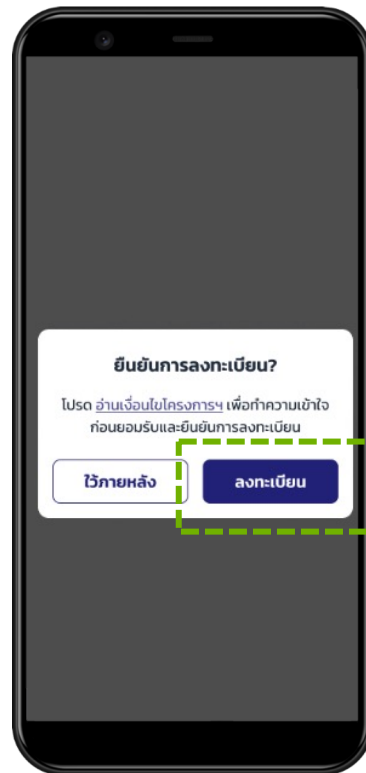 ยืนยันการลงทะเบียน?
โปรด อ่านเงื่อนไขโครงการฯ เพื่อทำความเข้าใจ
ก่อนยอมรับและยืนยันการลงทะเบียน
ไว้ภายหลัง ลงทะเบียน